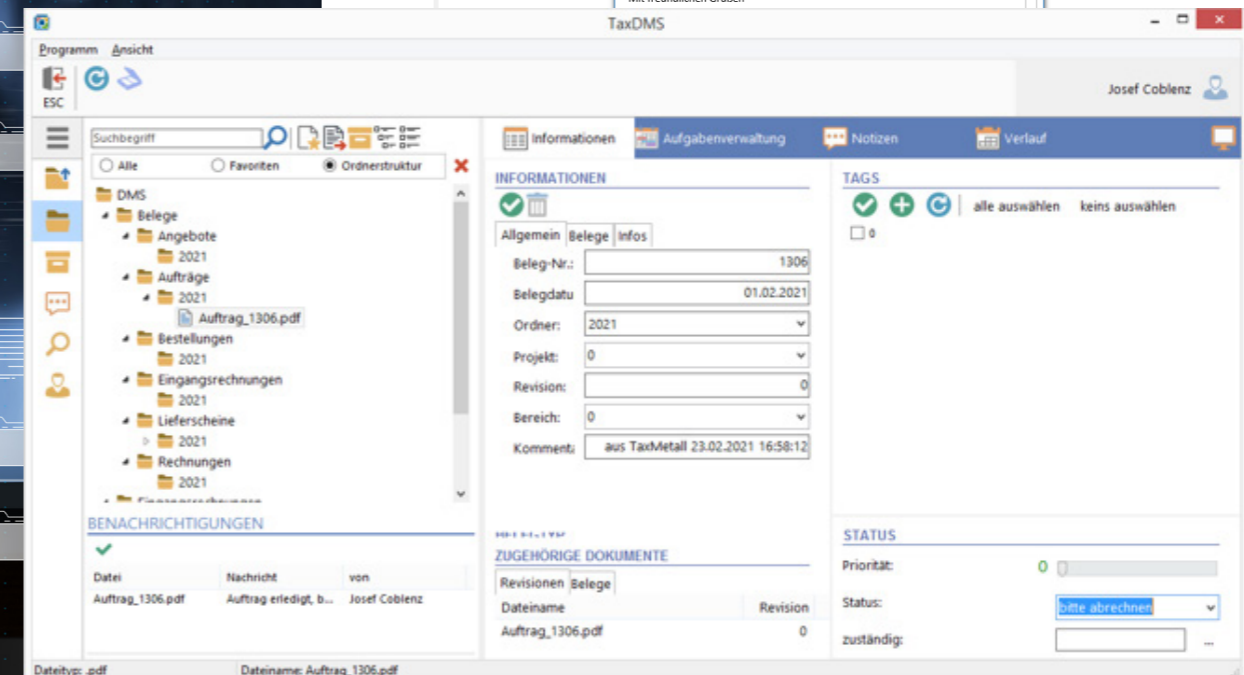 Mit freundlichen Grüßen
TaxDMS
Programm Ansicht
ESC
Josef Coblenz
Suchbegriff
Alle Favoriten Ordnerstruktur
DMS
Belege
Angebote
2021
Aufträge
2021
Auftrag_1306.pdf
Bestellungen
2021
Eingangsrechnungen
2021
Lieferscheine
2021
Rechnungen
2021
Eingangsrechnungen
BENACHRICHTIGUNGEN
Datei Nachricht von
Auftrag_1306.pdf Auftrag erledigt, b... Josef Coblenz
Informationen Aufgabenverwaltung Notizen Verlauf
INFORMATIONEN
Allgemein Belege Infos
Beleg-Nr.: 1306
Belegdatu 01.02.2021
Ordner: 2021
Projekt: 0
Revision: 0
Bereich: 0
Komment: aus TaxMetall 23.02.2021 16:58:12
ZUGEHÖRIGE DOKUMENTE
Revisionen Belege
Dateiname Revision
Auftrag_1306.pdf 0
TAGS
alle auswählen keins auswählen
0
STATUS
Priorität: 0
Status: bitte abrechnen
zuständig: ...
Dateityp: .pdf Dateiname: Auftrag_1306.pdf